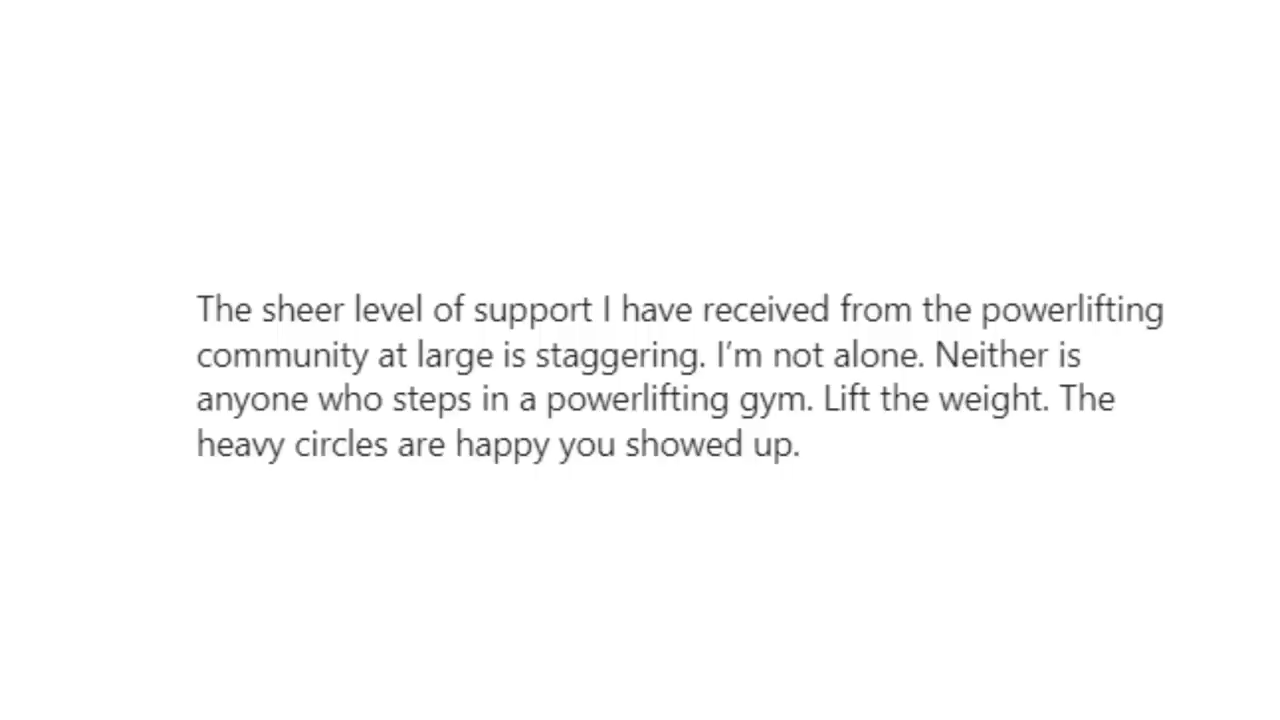 The sheer level of support I have received from the powerlifting
community at large is staggering. I’m not alone. Neither is
anyone who steps in a powerlifting gym. Lift the weight. The
heavy circles are happy you showed up.